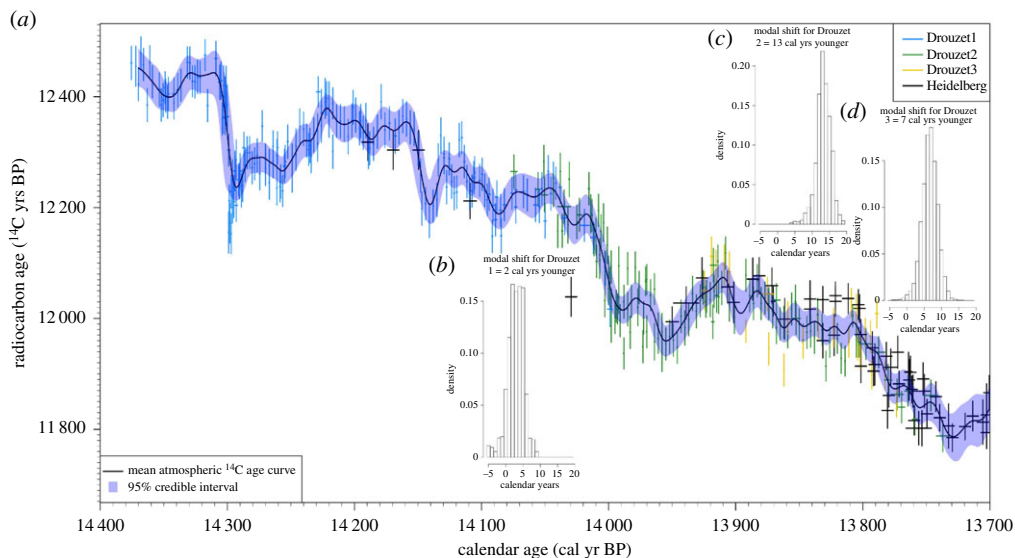 (a)
radiocarbon age (¹⁴C yrs BP)
12 400
12 200
12 000
11 800
14 400
14 300
14 200
14 100
14 000
13 900
13 800
13 700
calendar age (cal yr BP)
mean atmospheric ¹⁴C age curve
95% credible interval
(b)
modal shift for Drouzet
1 = 2 cal yrs younger
density
0.15
0.10
0.05
0
–5
0
5
10
15
20
calendar years
(c)
modal shift for Drouzet
2 = 13 cal yrs younger
density
0.20
0.15
0.10
0.05
0
–5
0
5
10
15
20
calendar years
(d)
modal shift for Drouzet
3 = 7 cal yrs younger
density
0.15
0.10
0.05
0
–5
0
5
10
15
20
calendar years
Drouzet1
Drouzet2
Drouzet3
Heidelberg